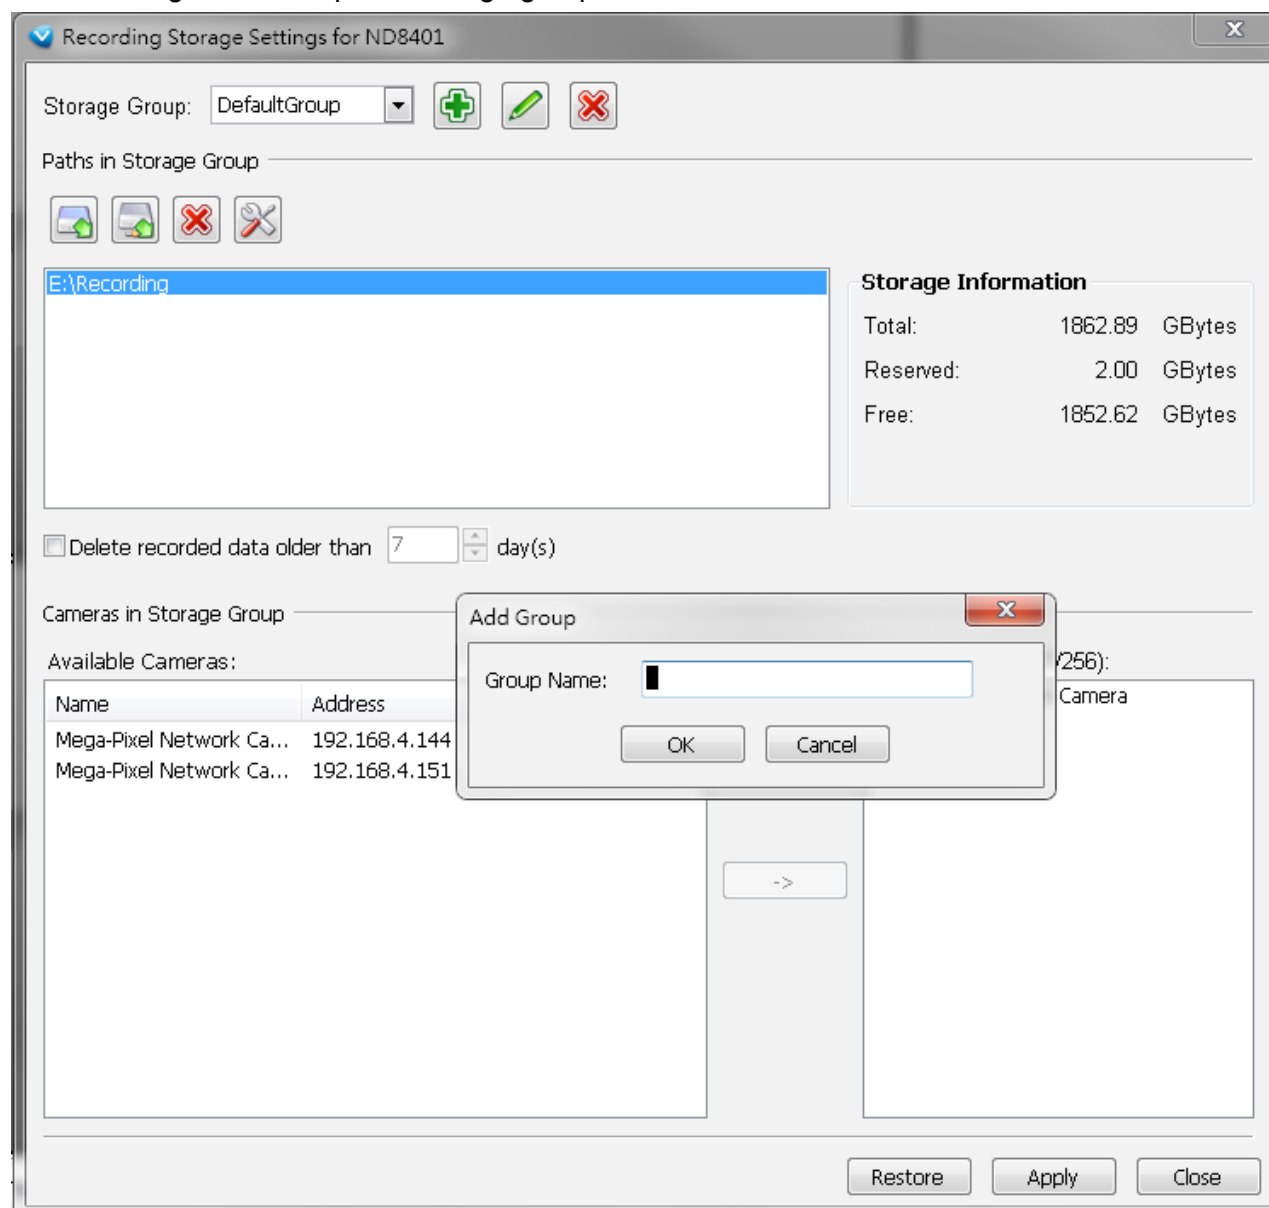 Recording Storage Settings for ND8401
Storage Group: DefaultGroup
Paths in Storage Group
E:\Recording
Storage Information
Total: 1862.89 GBytes
Reserved: 2.00 GBytes
Free: 1852.62 GBytes
Delete recorded data older than 7 day(s)
Cameras in Storage Group
Add Group
Group Name:
OK Cancel
Available Cameras:
/256):
Name Address
Camera
Mega-Pixel Network Ca... 192.168.4.144
Mega-Pixel Network Ca... 192.168.4.151
->
Restore Apply Close